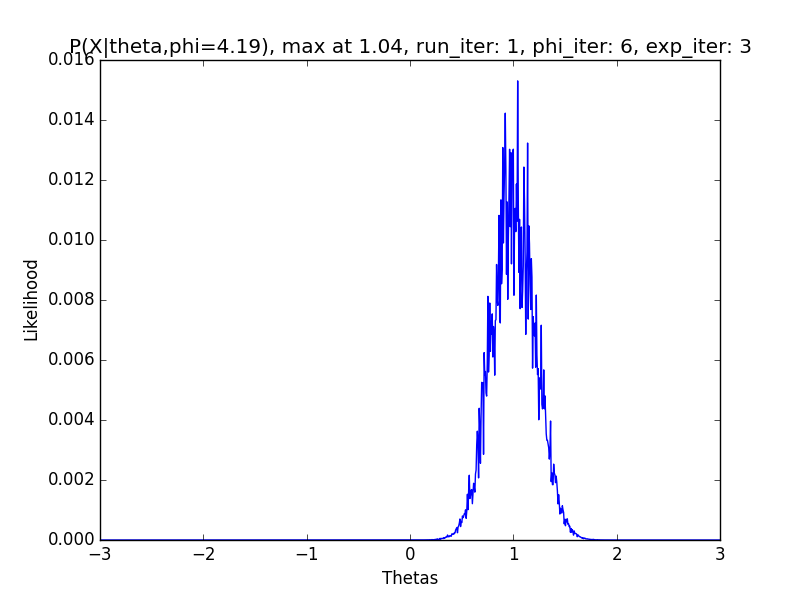 P(X|theta,phi=4.19), max at 1.04, run_iter: 1, phi_iter: 6, exp_iter: 3
0.016
0.014
0.012
0.010
0.008
0.006
0.004
0.002
0.000
Likelihood
−3 −2 −1 0 1 2 3
Thetas